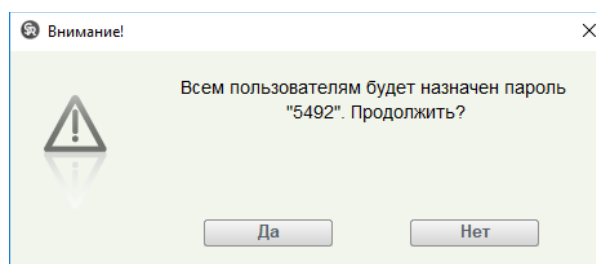 Внимание!
Всем пользователям будет назначен пароль
"5492". Продолжить?
Да
Нет